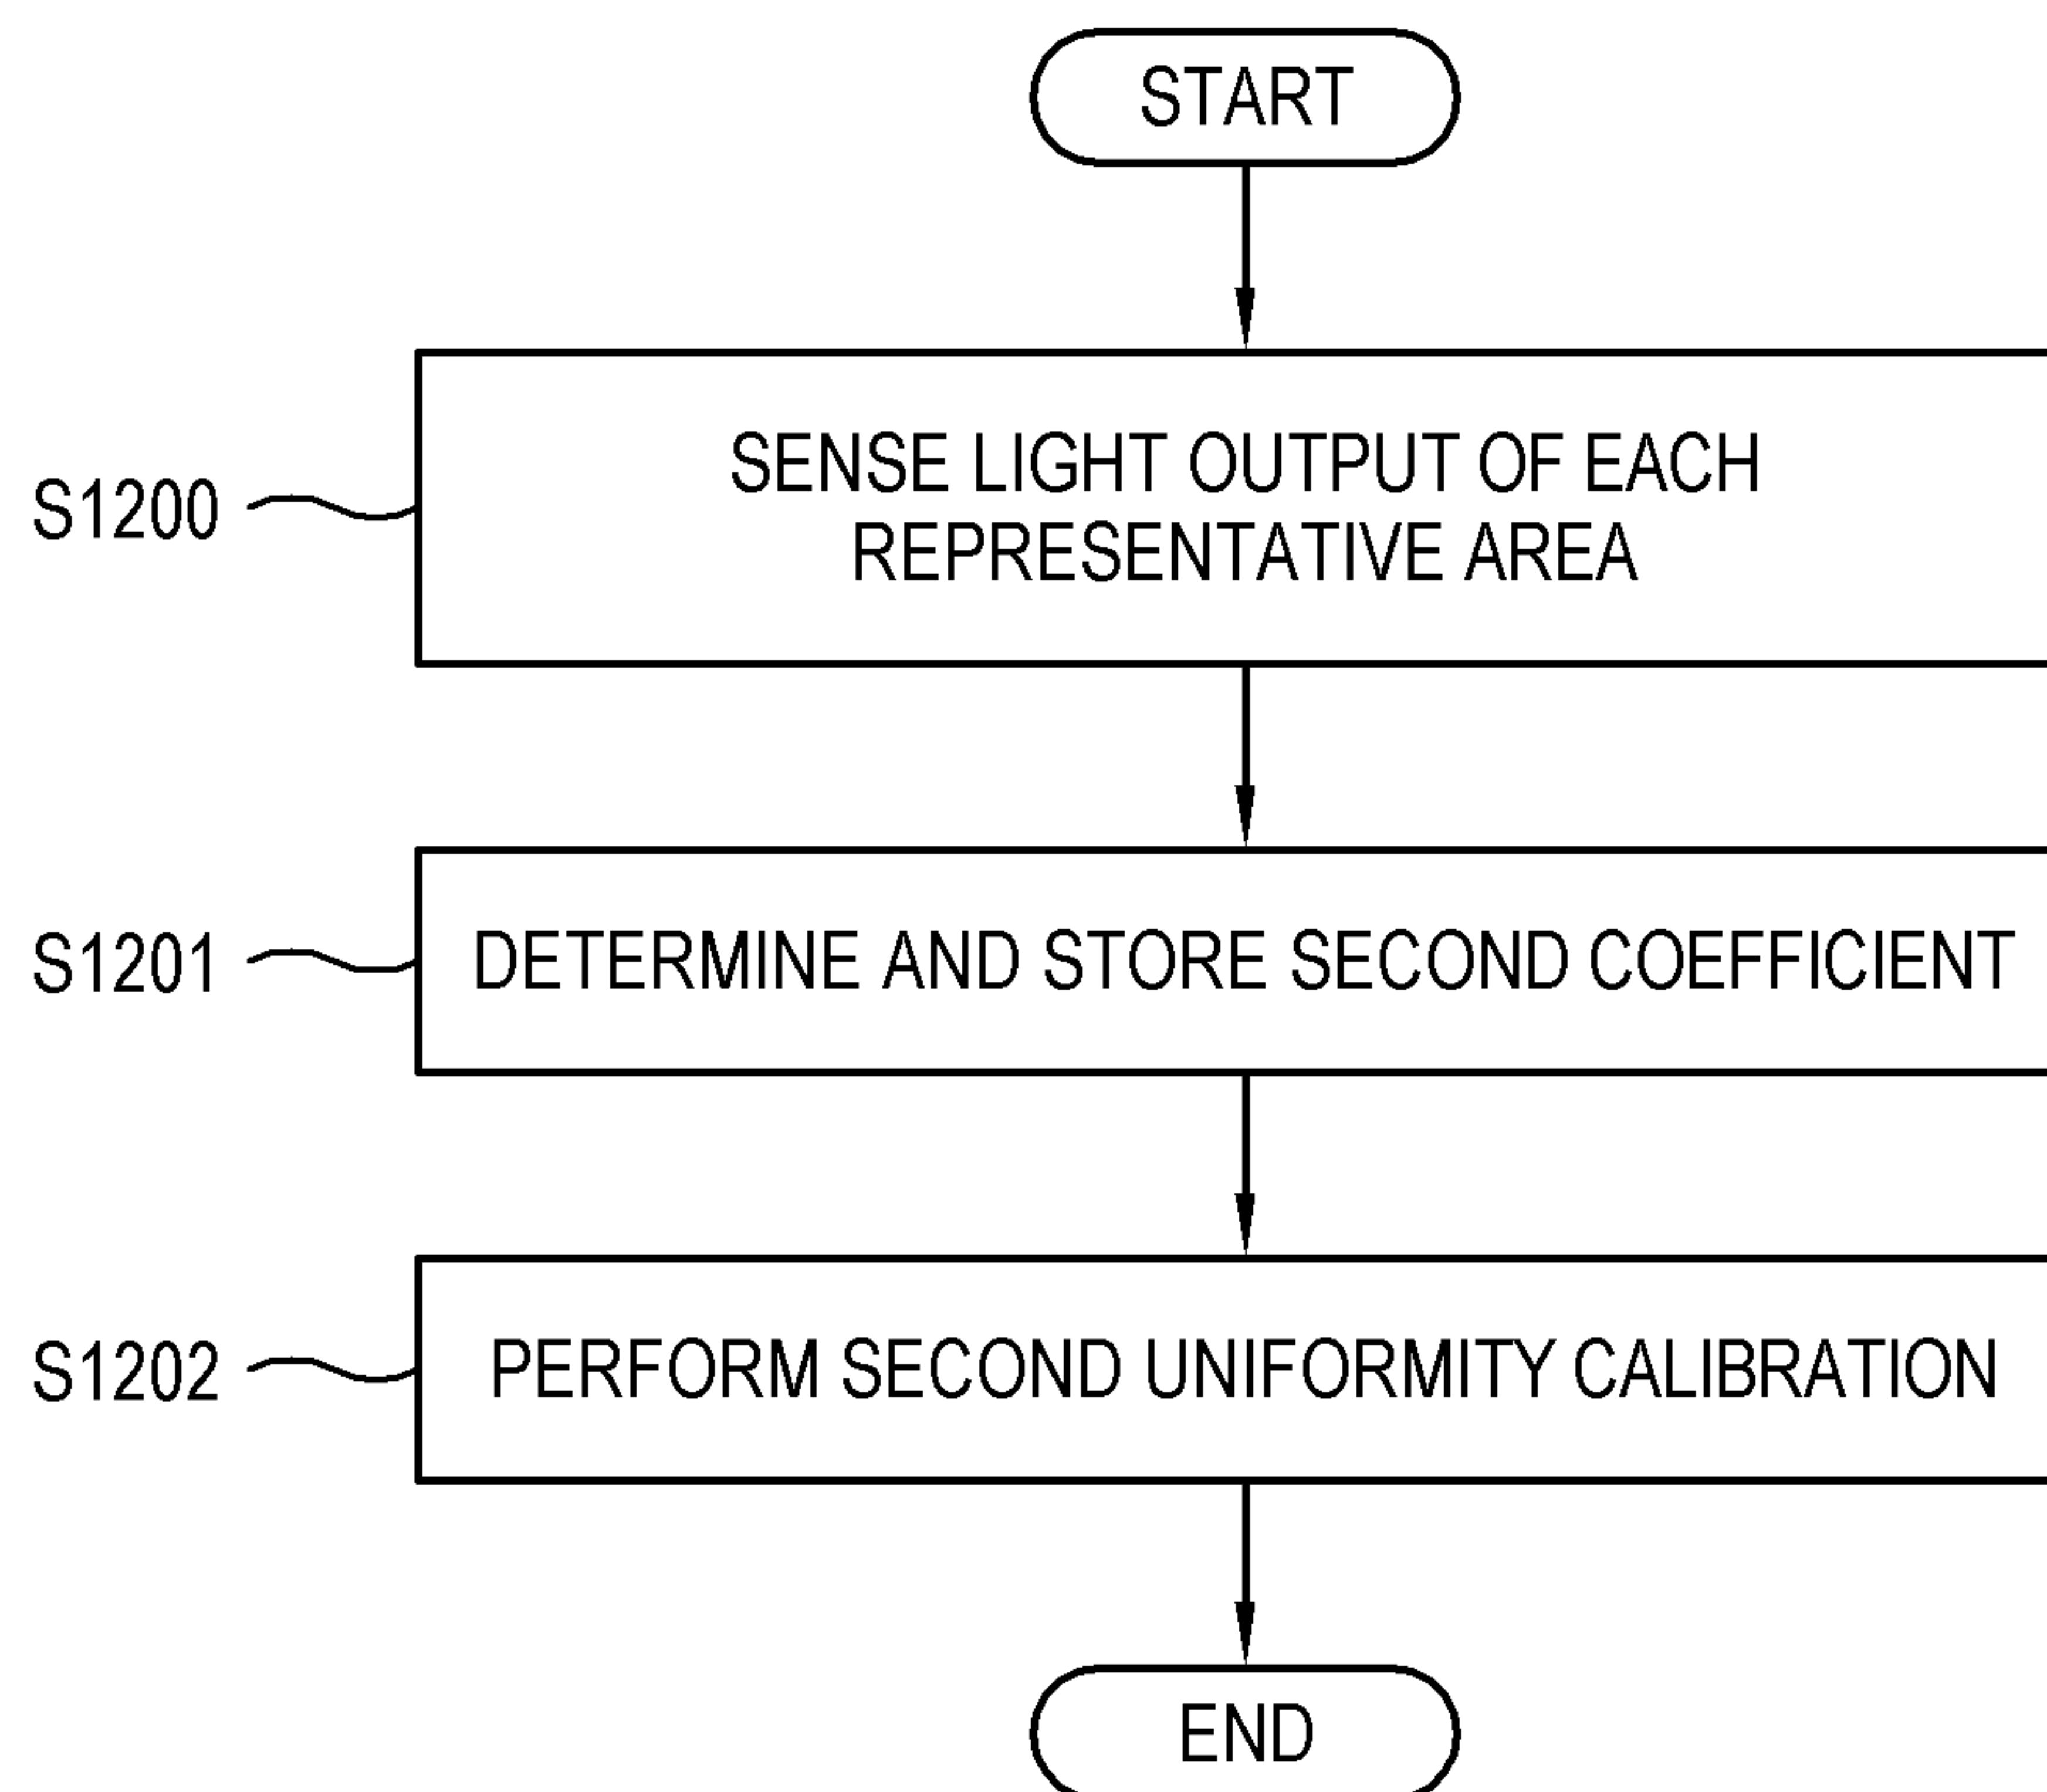 START
S1200
SENSE LIGHT OUTPUT OF EACH
REPRESENTATIVE AREA
S1201
DETERMINE AND STORE SECOND COEFFICIENT
S1202
PERFORM SECOND UNIFORMITY CALIBRATION
END